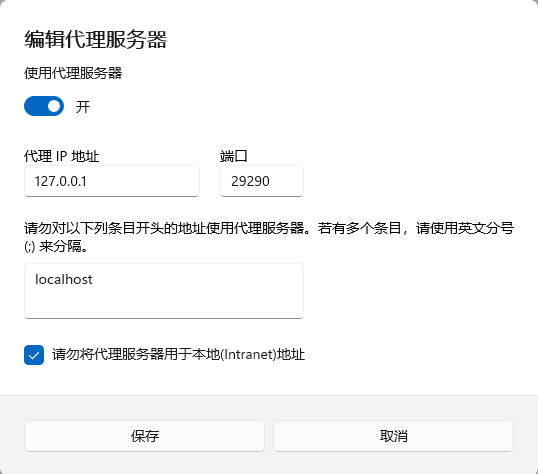 编辑代理服务器
使用代理服务器
开
代理 IP 地址
端口
127.0.0.1
29290
请勿对以下列条目开头的地址使用代理服务器。若有多个条目，请使用英文分号
(;) 来分隔。
localhost
请勿将代理服务器用于本地(Intranet)地址
保存
取消